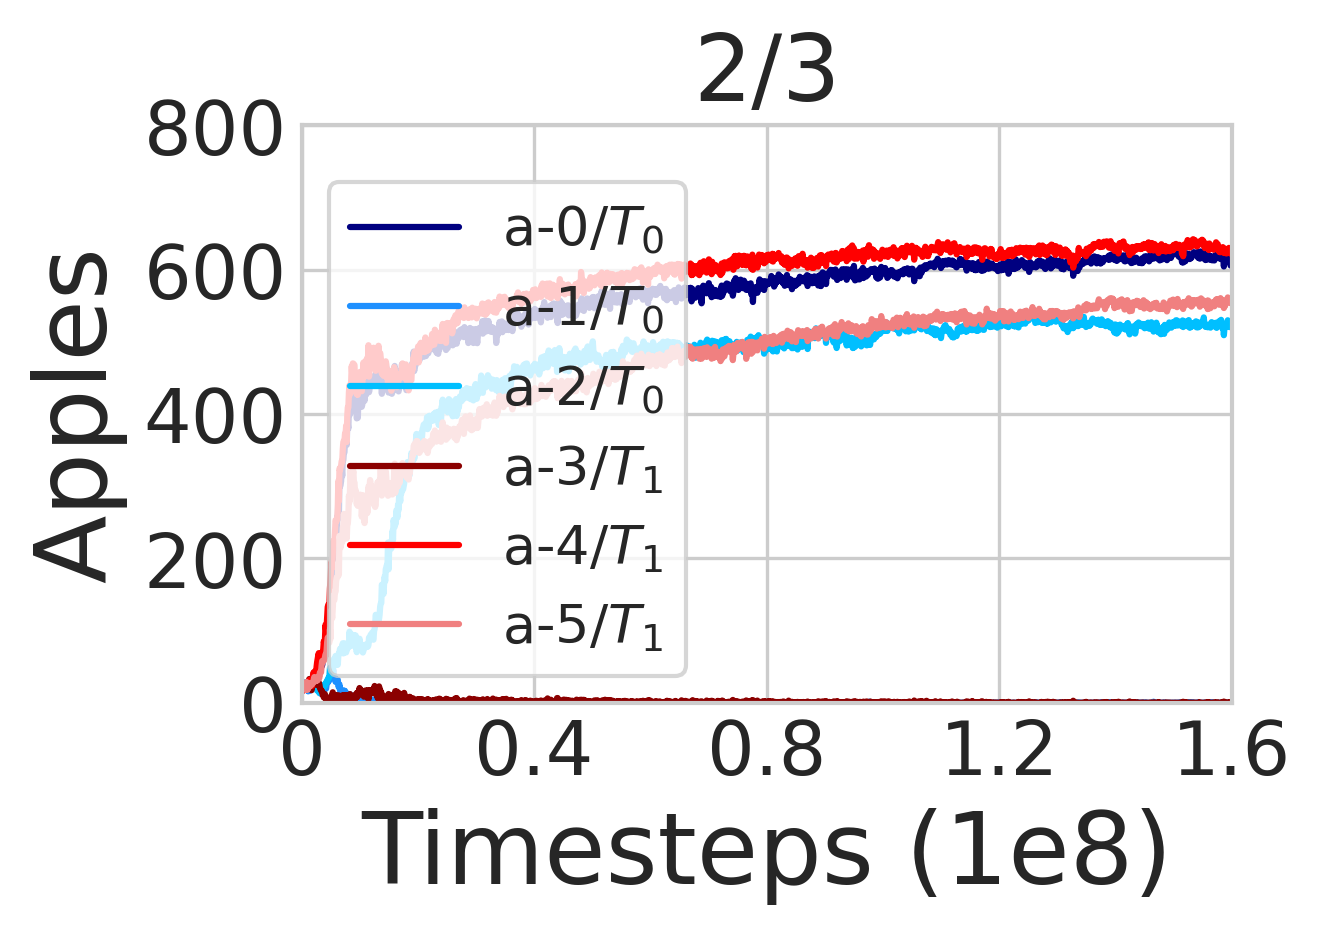 2/3
Apples
800
600
400
200
0
a-0/T₀
a-1/T₀
a-2/T₀
a-3/T₁
a-4/T₁
a-5/T₁
0 0.4 0.8 1.2 1.6
Timesteps (1e8)